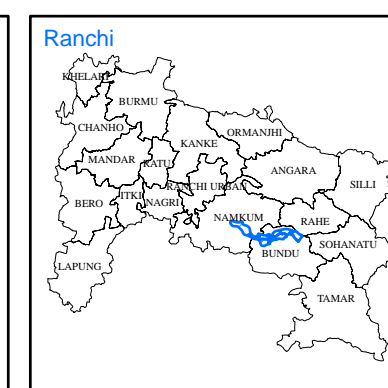 Ranchi
KHELARI
BURMU
CHANHO
ORMANJHI
KANKE
MANDAR
RATU
ANGARA
SILLI
RANCHI URBAN
ITKI
BERO
NAGRI
NAMKUM
RAHE
SOHANATU
BUNDU
LAPUNG
TAMAR